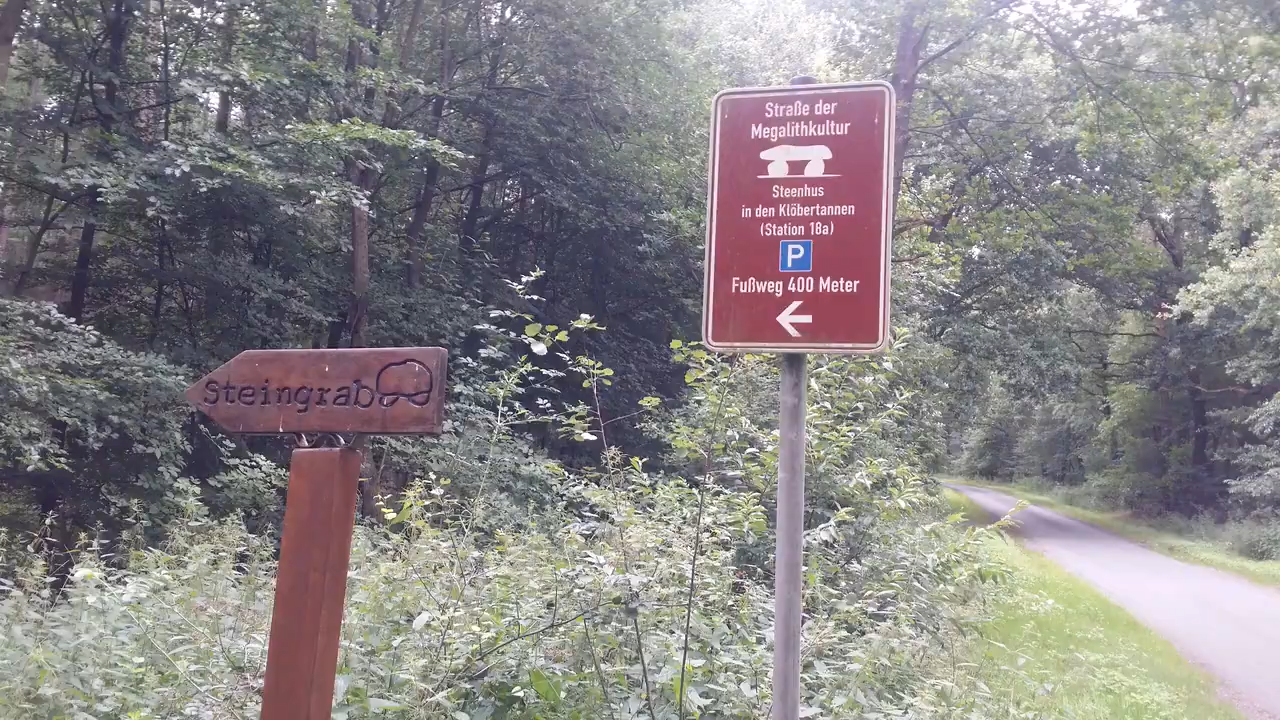 Steingrab
Straße der
Megalithkultur
Steenhus
in den Klöbertannen
(Station 18a)
P
Fußweg 400 Meter